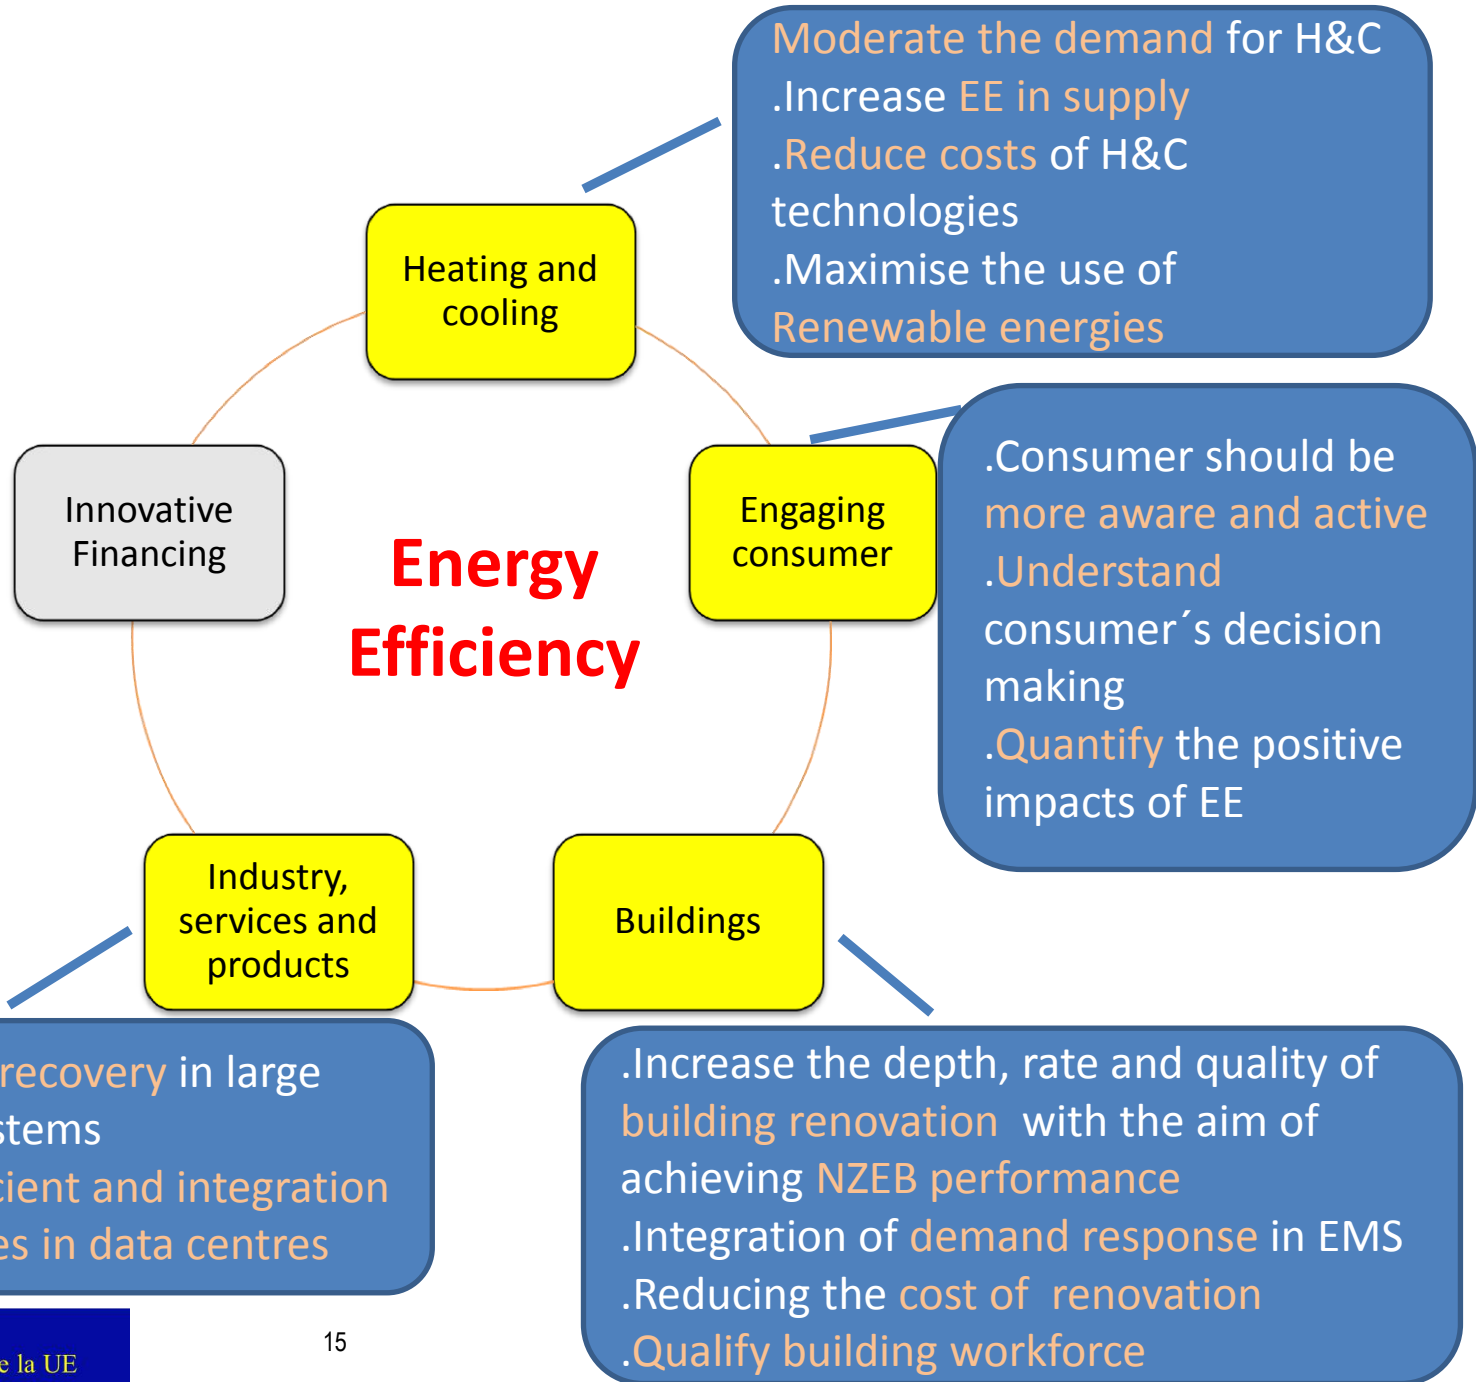 Moderate the demand for H&C
.Increase EE in supply
.Reduce costs of H&C
technologies
.Maximise the use of
Renewable energies
Heating and
cooling
.Consumer should be
more aware and active
.Understand
consumer´s decision
making
.Quantify the positive
impacts of EE
Innovative
Financing
Engaging
consumer
Energy
Efficiency
Industry,
services and
products
Buildings
recovery in large
stems
cient and integration
es in data centres
.Increase the depth, rate and quality of
building renovation with the aim of
achieving NZEB performance
.Integration of demand response in EMS
.Reducing the cost of renovation
.Qualify building workforce
15
e la UE